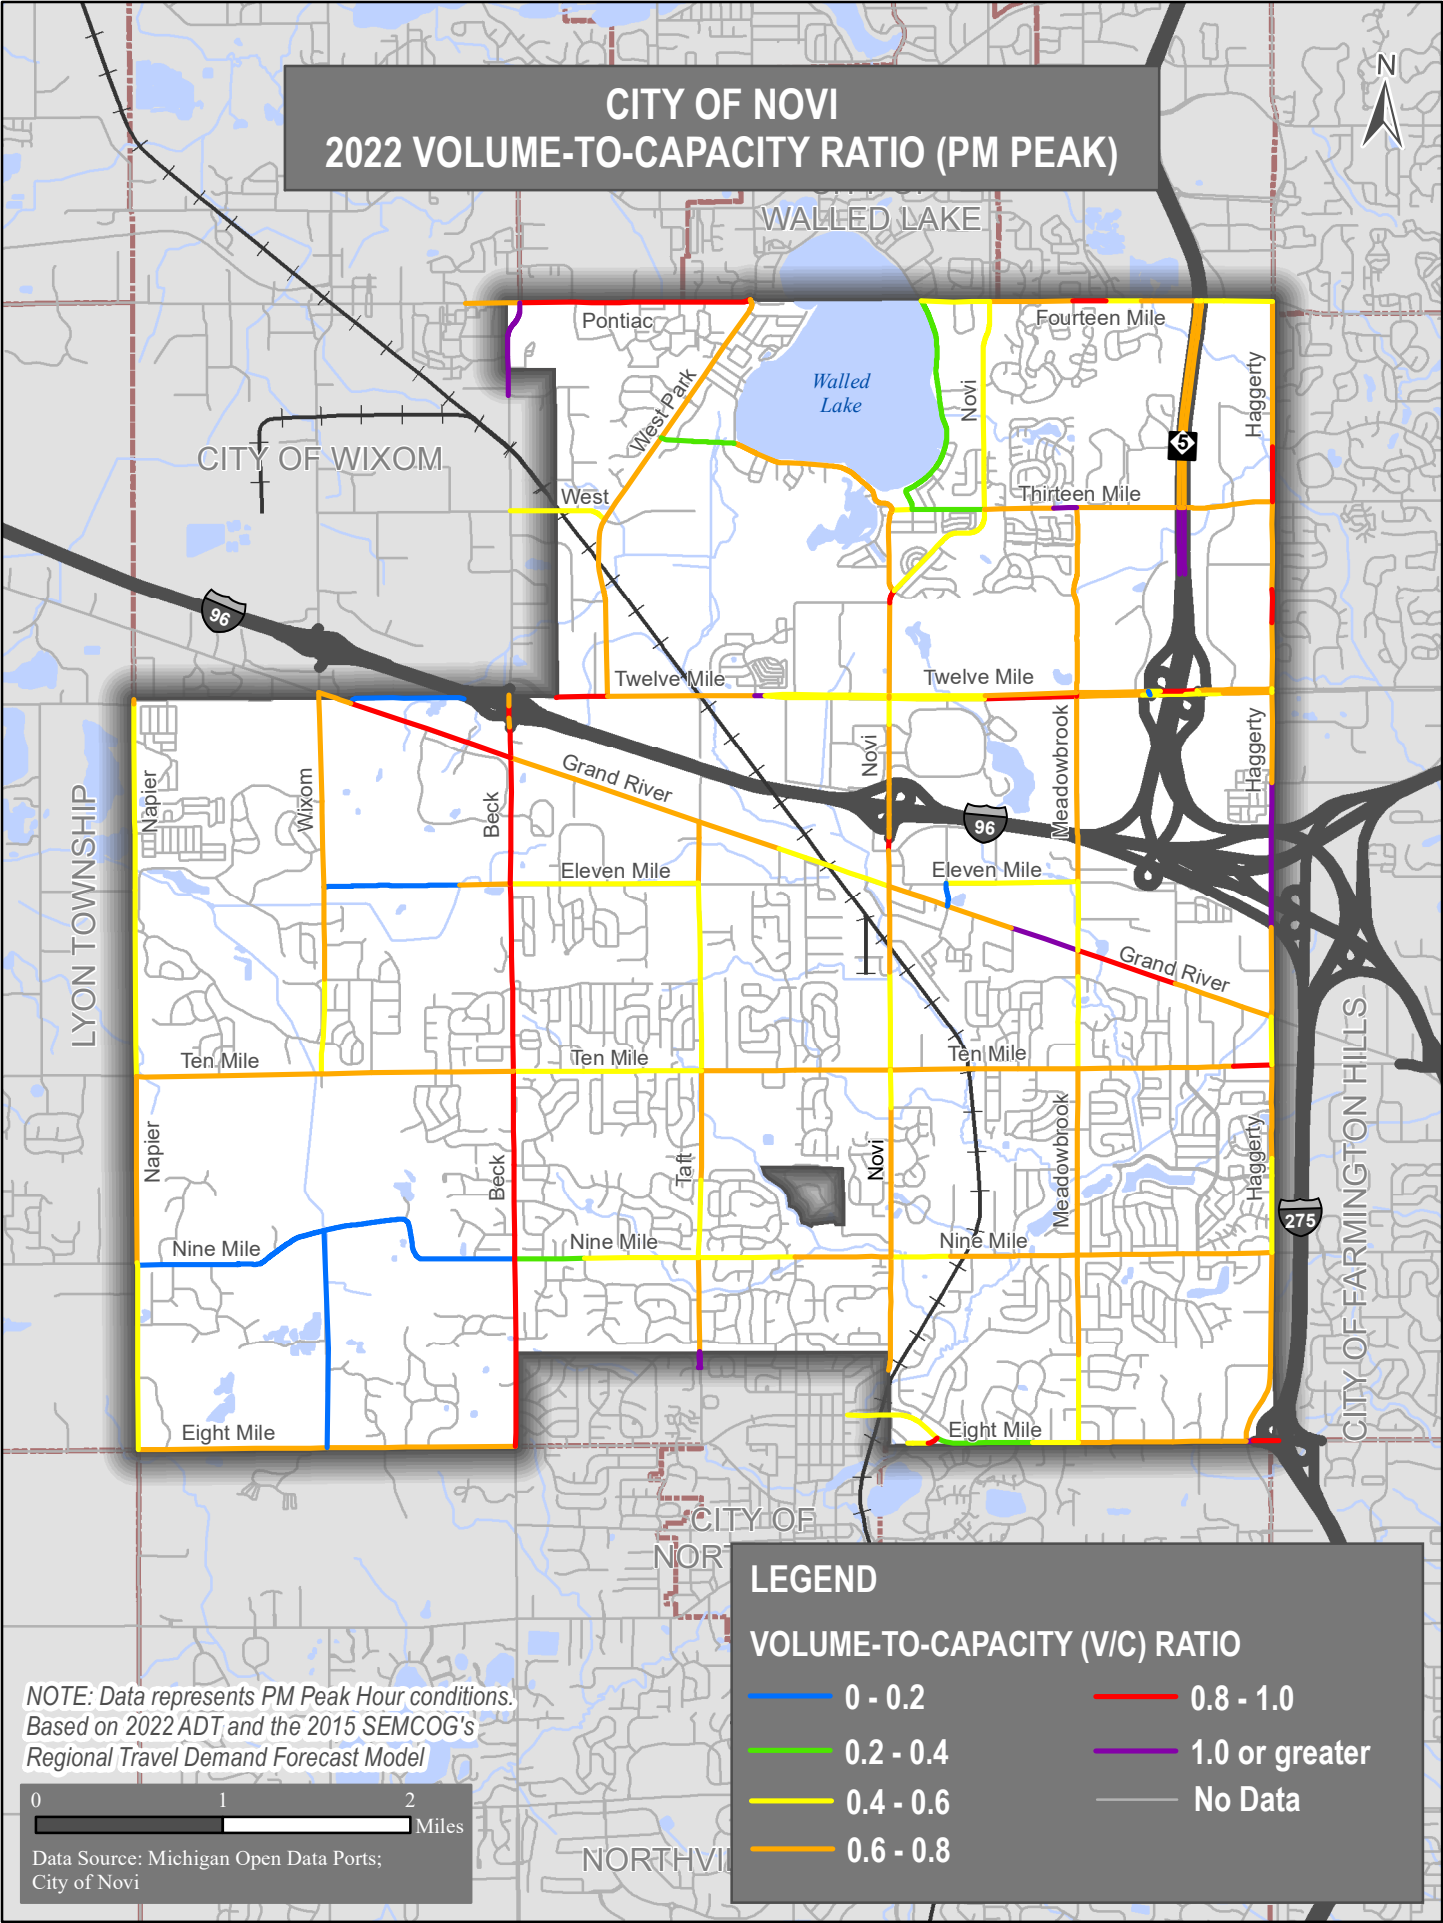 CITY OF NOVI
2022 VOLUME-TO-CAPACITY RATIO (PM PEAK)
N
WALLED LAKE
Pontiac
Fourteen Mile
Haggerty
West Park
Walled
Lake
Novi
5
CITY OF WIXOM
West
Thirteen Mile
96
Twelve Mile
Twelve Mile
Napier
Wixom
Beck
Grand River
Novi
Meadowbrook
Haggerty
96
LYON TOWNSHIP
Eleven Mile
Eleven Mile
Grand River
Ten Mile
Ten Mile
Ten Mile
Napier
Beck
Taft
Novi
Meadowbrook
Haggerty
275
CITY OF FARMINGTON HILLS
Nine Mile
Nine Mile
Nine Mile
Eight Mile
Eight Mile
CITY OF
NORT
LEGEND
VOLUME-TO-CAPACITY (V/C) RATIO
0 - 0.2
0.2 - 0.4
0.4 - 0.6
0.6 - 0.8
0.8 - 1.0
1.0 or greater
No Data
NOTE: Data represents PM Peak Hour conditions.
Based on 2022 ADT and the 2015 SEMCOG's
Regional Travel Demand Forecast Model
0 1 2
Miles
Data Source: Michigan Open Data Ports;
City of Novi
NORTHVI